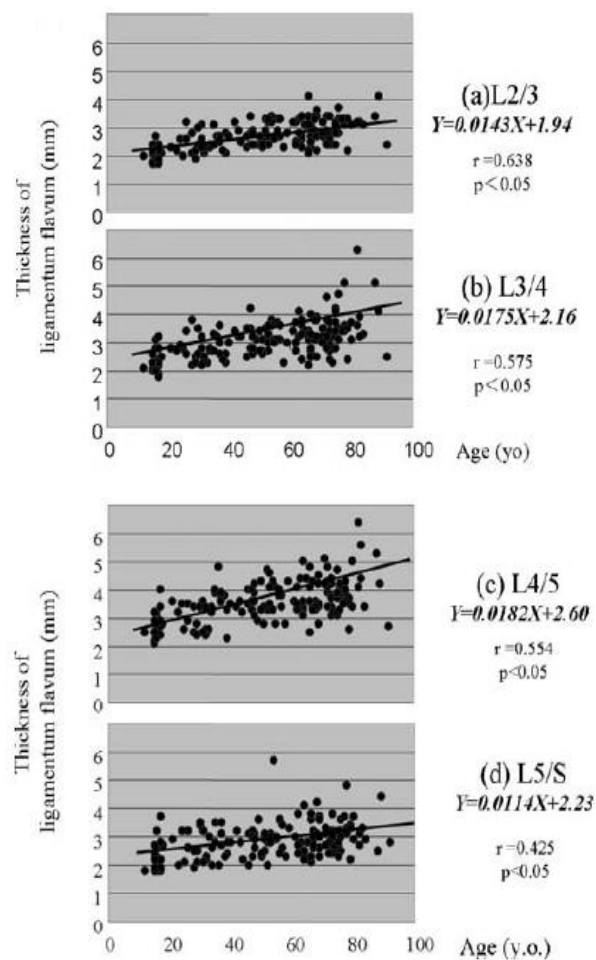 Thickness of
ligamentum flavum (mm)
6
5
4
3
2
1
0
(a)L2/3
Y=0.0143X+1.94
r =0.638
p<0.05
6
5
4
3
2
1
0
(b) L3/4
Y=0.0175X+2.16
r =0.575
p<0.05
0 20 40 60 80 100 Age (yo)
Thickness of
ligamentum flavum (mm)
6
5
4
3
2
1
0
(c) L4/5
Y=0.0182X+2.60
r =0.554
p<0.05
6
5
4
3
2
1
0
(d) L5/S
Y=0.0114X+2.23
r =0.425
p<0.05
0 20 40 60 80 100 Age (y.o.)